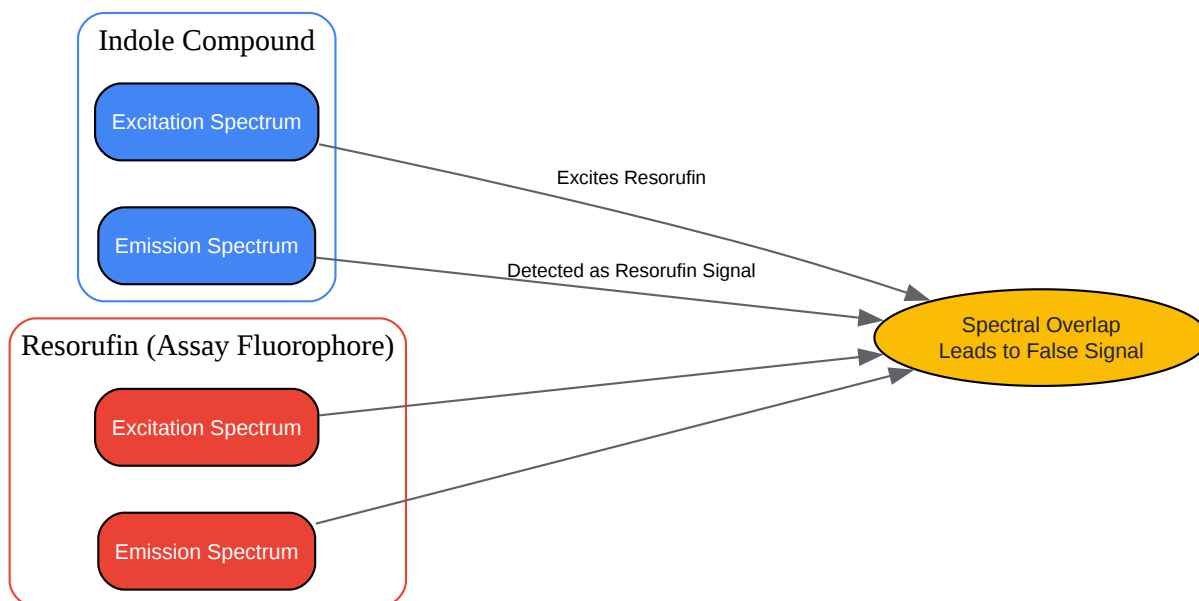 Indole Compound
Excitation Spectrum
Excites Resorufin
Emission Spectrum
Detected as Resorufin Signal
Resorufin (Assay Fluorophore)
Excitation Spectrum
Emission Spectrum
Spectral Overlap
Leads to False Signal